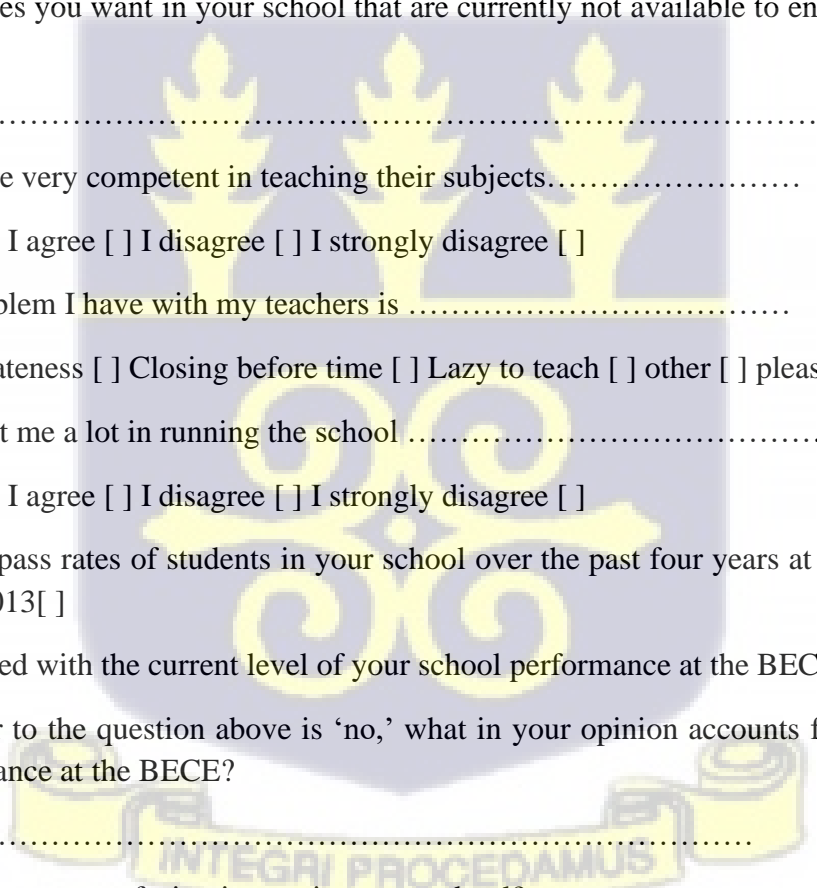 es you want in your school that are currently not available to en
……………………………………………………………………………
e very competent in teaching their subjects……………………
I agree [ ] I disagree [ ] I strongly disagree [ ]
blem I have with my teachers is ………………………………
ateness [ ] Closing before time [ ] Lazy to teach [ ] other [ ] pleas
t me a lot in running the school ……………………………………
I agree [ ] I disagree [ ] I strongly disagree [ ]
pass rates of students in your school over the past four years at
013[ ]
ed with the current level of your school performance at the BEC
r to the question above is ‘no,’ what in your opinion accounts f
ance at the BECE?
………………………………………………………………………
INTEGRI PROCEDAMUS